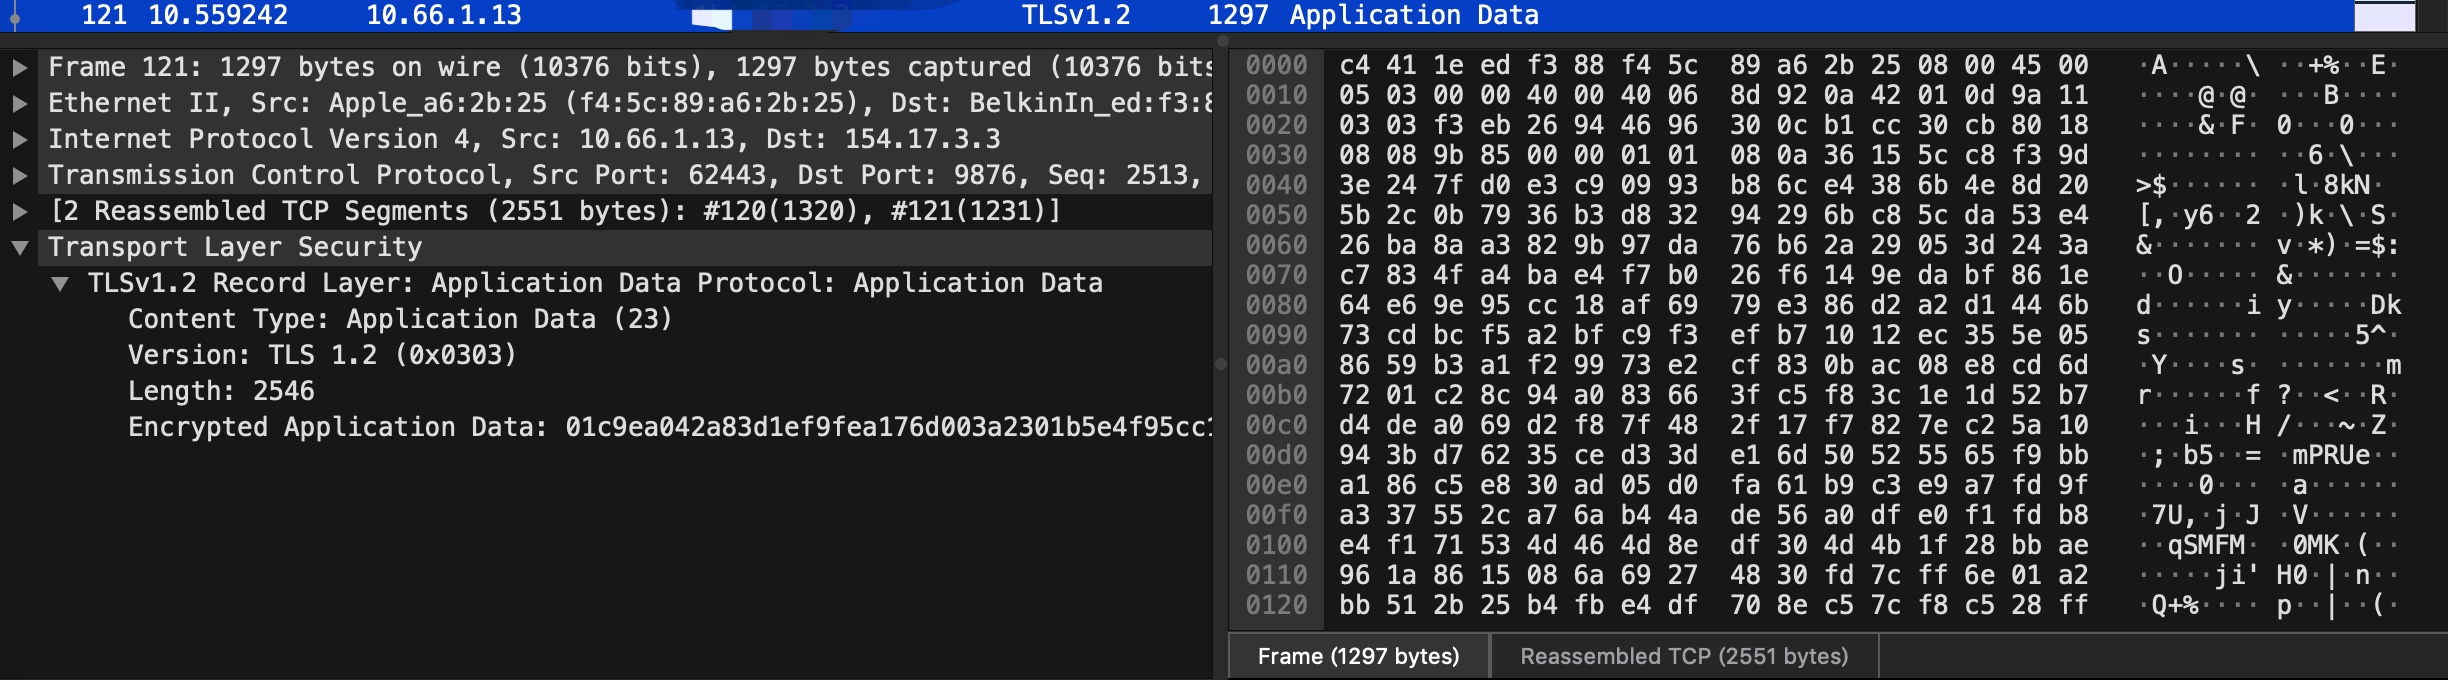 121 10.559242 10.66.1.13 TLSv1.2 1297 Application Data
Frame 121: 1297 bytes on wire (10376 bits), 1297 bytes captured (10376 bits
Ethernet II, Src: Apple_a6:2b:25 (f4:5c:89:a6:2b:25), Dst: BelkinIn_ed:f3:8
Internet Protocol Version 4, Src: 10.66.1.13, Dst: 154.17.3.3
Transmission Control Protocol, Src Port: 62443, Dst Port: 9876, Seq: 2513,
[2 Reassembled TCP Segments (2551 bytes): #120(1320), #121(1231)]
Transport Layer Security
TLSv1.2 Record Layer: Application Data Protocol: Application Data
Content Type: Application Data (23)
Version: TLS 1.2 (0x0303)
Length: 2546
Encrypted Application Data: 01c9ea042a83d1ef9fea176d003a2301b5e4f95cc1
0000 c4 41 1e ed f3 88 f4 5c 89 a6 2b 25 08 00 45 00 ·A·····\ ··+%··E·
0010 05 03 00 00 40 00 40 06 8d 92 0a 42 01 0d 9a 11 ····@·@· ···B····
0020 03 03 f3 eb 26 94 46 96 30 0c b1 cc 30 cb 80 18 ····&·F· 0···0···
0030 08 08 9b 85 00 00 01 01 08 0a 36 15 5c c8 f3 9d ········ ··6·\···
0040 3e 24 7f d0 e3 c9 09 93 b8 6c e4 38 6b 4e 8d 20 >$······ ·l·8kN·
0050 5b 2c 0b 79 36 b3 d8 32 94 29 6b c8 5c da 53 e4 [,·y6··2 ·)k·\·S·
0060 26 ba 8a a3 82 9b 97 da 76 b6 2a 29 05 3d 24 3a &······· v·*)·=$:
0070 c7 83 4f a4 ba e4 f7 b0 26 f6 14 9e da bf 86 1e ··O····· &·······
0080 64 e6 9e 95 cc 18 af 69 79 e3 86 d2 a2 d1 44 6b d······i y·····Dk
0090 73 cd bc f5 a2 bf c9 f3 ef b7 10 12 ec 35 5e 05 s······· ·····5^·
00a0 86 59 b3 a1 f2 99 73 e2 cf 83 0b ac 08 e8 cd 6d ·Y····s· ·······m
00b0 72 01 c2 8c 94 a0 83 66 3f c5 f8 3c 1e 1d 52 b7 r······f ?··<··R·
00c0 d4 de a0 69 d2 f8 7f 48 2f 17 f7 82 7e c2 5a 10 ···i···H /···~·Z·
00d0 94 3b d7 62 35 ce d3 3d e1 6d 50 52 55 65 f9 bb ·;·b5··= ·mPRUe··
00e0 a1 86 c5 e8 30 ad 05 d0 fa 61 b9 c3 e9 a7 fd 9f ····0··· ·a······
00f0 a3 37 55 2c a7 6a b4 4a de 56 a0 df e0 f1 fd b8 ·7U,·j·J ·V······
0100 e4 f1 71 53 4d 46 4d 8e df 30 4d 4b 1f 28 bb ae ··qSMFM· ·0MK·(··
0110 96 1a 86 15 08 6a 69 27 48 30 fd 7c ff 6e 01 a2 ·····ji' H0·|·n··
0120 bb 51 2b 25 b4 fb e4 df 70 8e c5 7c f8 c5 28 ff ·Q+%···· p··|··(·
Frame (1297 bytes) Reassembled TCP (2551 bytes)